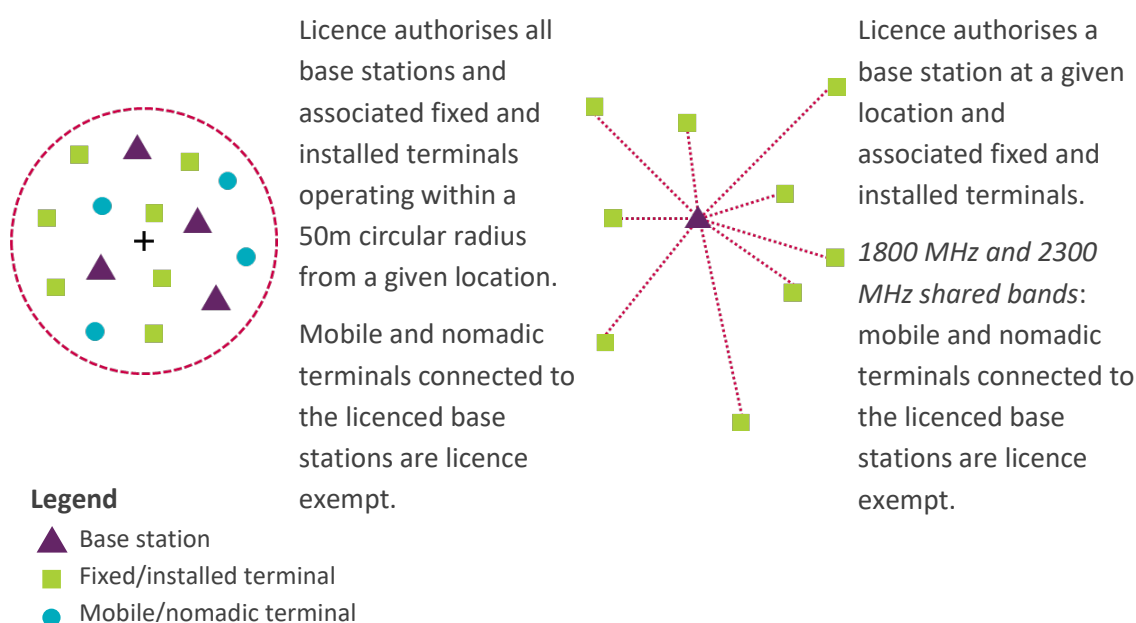 Licence authorises all
base stations and
associated fixed and
installed terminals
operating within a
50m circular radius
from a given location.
Mobile and nomadic
terminals connected to
the licenced base
stations are licence
exempt.
Licence authorises a
base station at a given
location and
associated fixed and
installed terminals.
1800 MHz and 2300
MHz shared bands:
mobile and nomadic
terminals connected to
the licenced base
stations are licence
exempt.
Legend
Base station
Fixed/installed terminal
Mobile/nomadic terminal